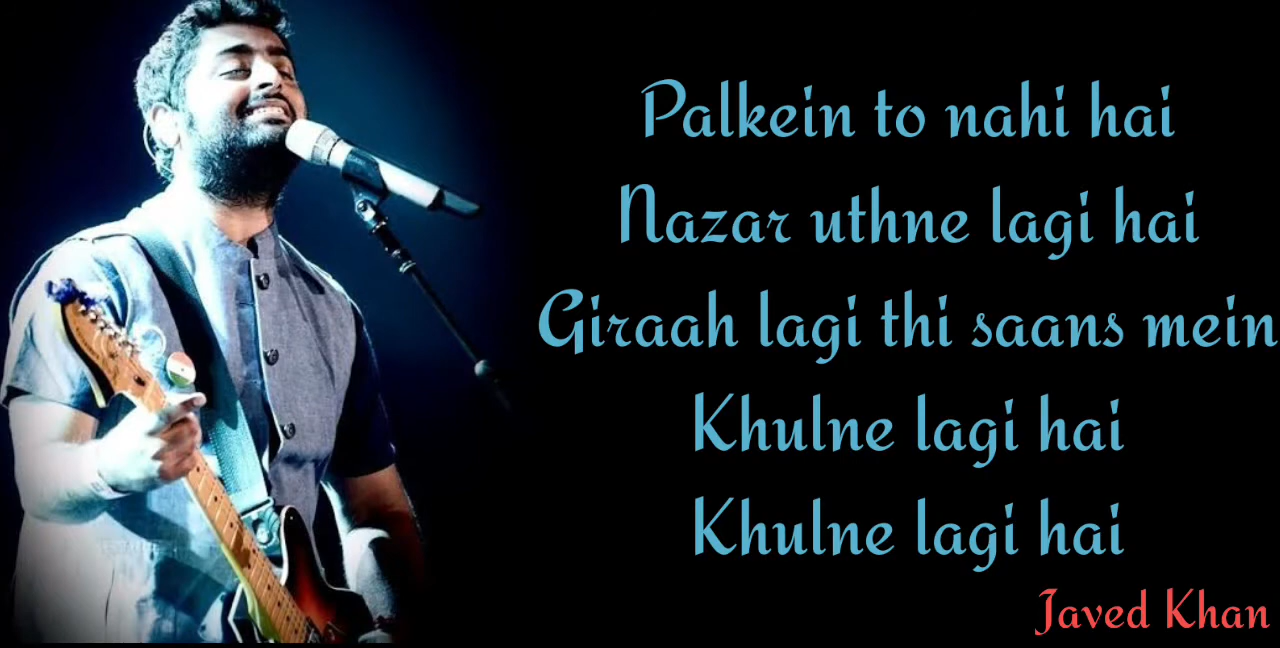 Palkein to nahi hai
Nazar uthne lagi hai
Giraah lagi thi saans mein
Khulne lagi hai
Khulne lagi hai
Javed Khan